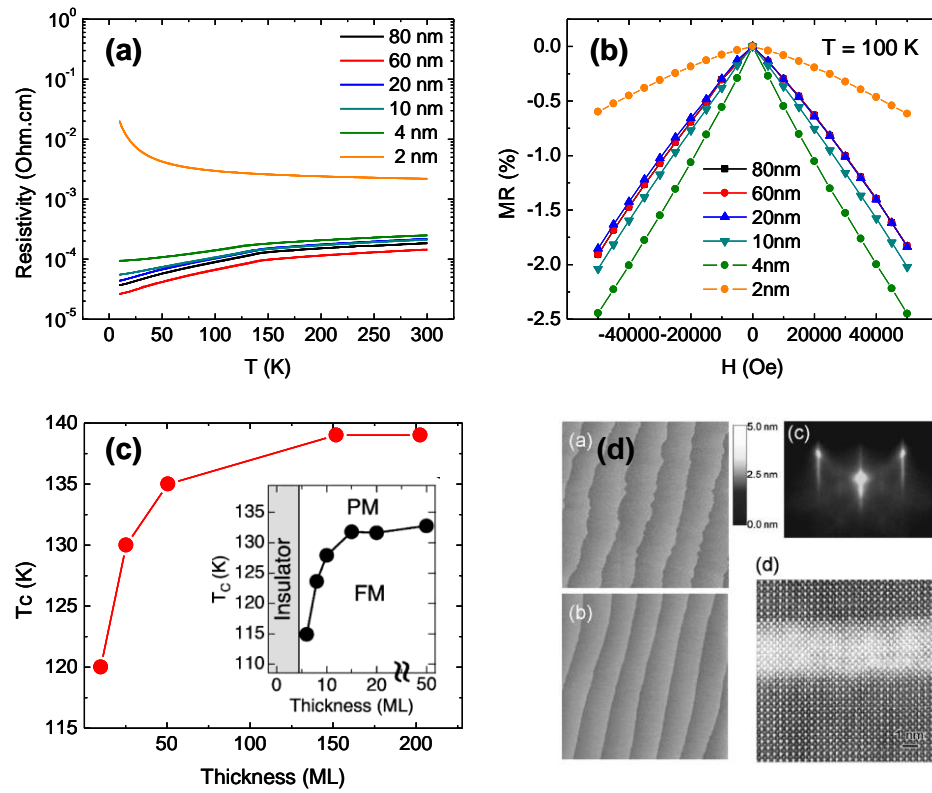 (a)
80 nm
60 nm
20 nm
10 nm
4 nm
2 nm
10^0
10^-1
10^-2
10^-3
10^-4
10^-5
Resistivity (Ohm.cm)
0 50 100 150 200 250 300
T (K)
(b)
T = 100 K
0.0
-0.5
-1.0
-1.5
-2.0
-2.5
MR (%)
80nm
60nm
20nm
10nm
4nm
2nm
-40000 -20000 0 20000 40000
H (Oe)
(c)
140
135
130
125
120
115
Tc (K)
50 100 150 200
Thickness (ML)
PM
FM
Insulator
130
125
120
115
110
T_C (K)
0 10 20 50
Thickness (ML)
(a)
(d)
5.0 nm
2.5
0.0 nm
(c)
(b)
(d)
1 nm